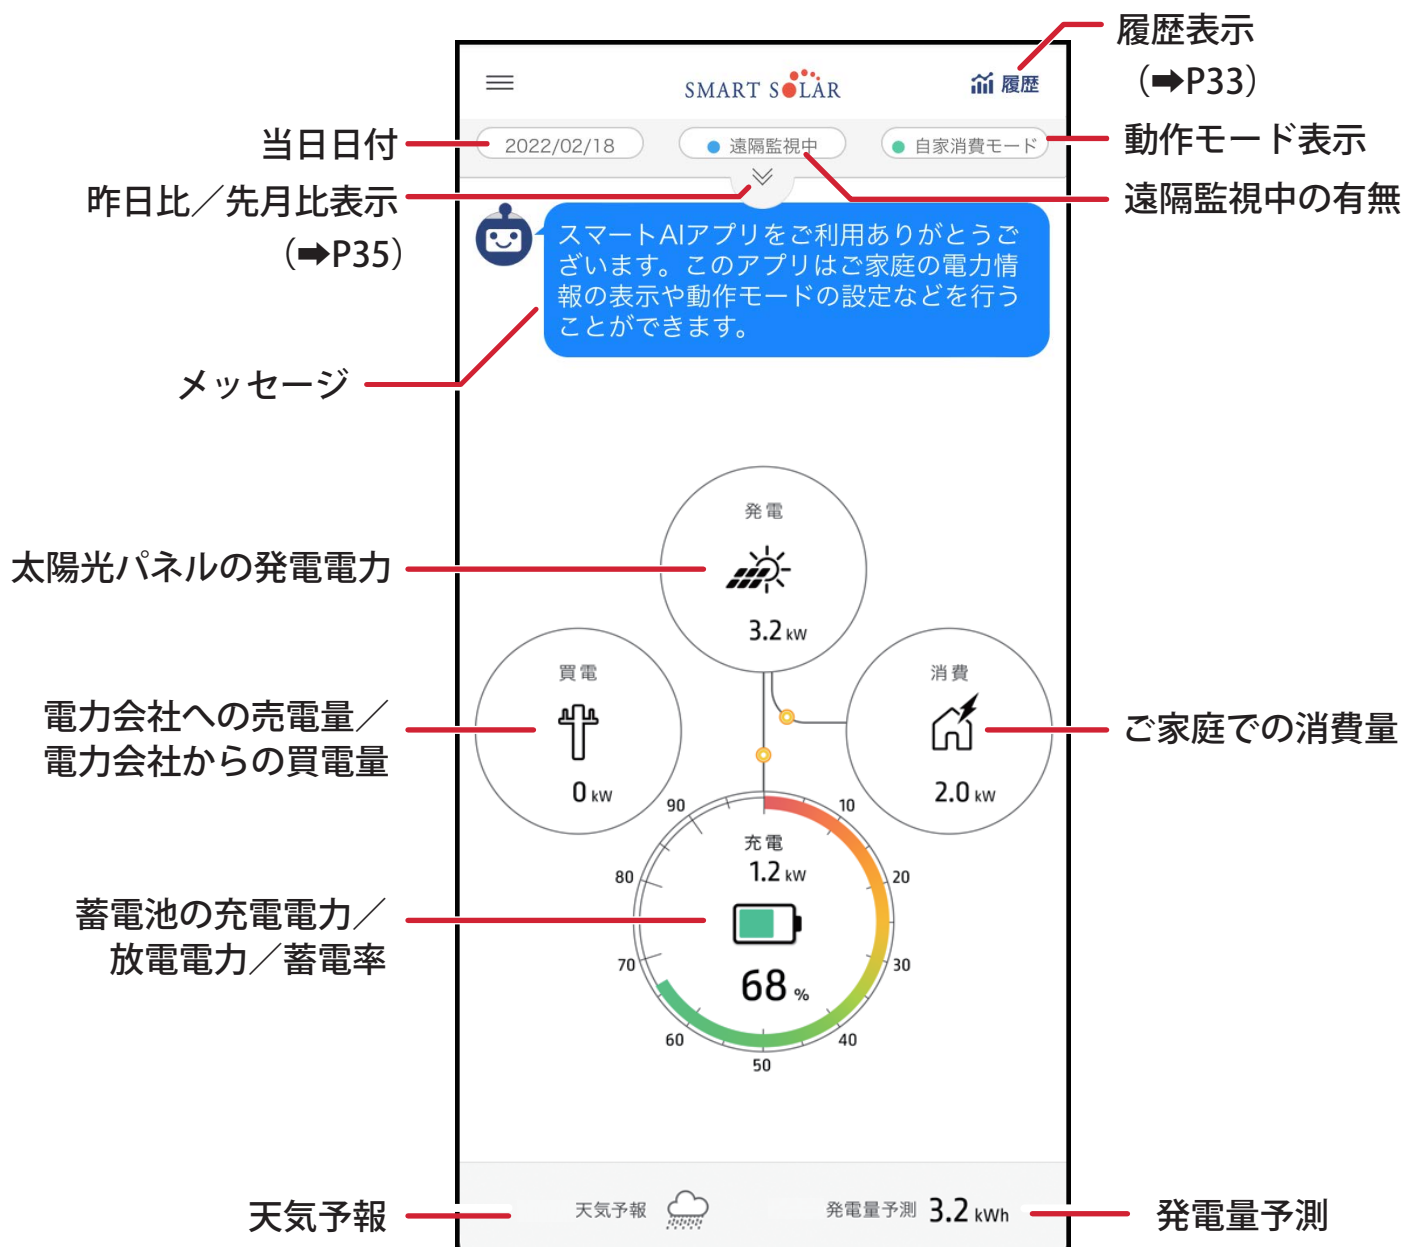 履歴表示
（➡P33）
SMART SOLAR
履歴
当日日付
2022/02/18
遠隔監視中
自家消費モード
動作モード表示
昨日比／先月比表示
（➡P35）
遠隔監視中の有無
スマートAIアプリをご利用ありがとうご
ざいます。このアプリはご家庭の電力情
報の表示や動作モードの設定などを行う
ことができます。
メッセージ
発電
3.2 kW
太陽光パネルの発電電力
買電
0 kW
電力会社への売電量／
電力会社からの買電量
消費
2.0 kW
ご家庭での消費量
充電
1.2 kW
68 %
10
20
30
40
50
60
70
80
90
蓄電池の充電電力／
放電電力／蓄電率
天気予報
天気予報
発電量予測 3.2 kWh
発電量予測